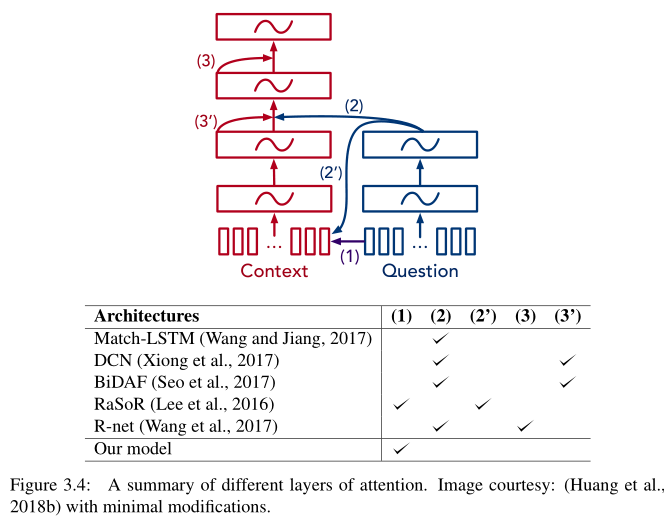 (3)
(2)
(3’)
(2’)
(1)
...
...
Context
Question
Architectures (1) (2) (2’) (3) (3’)
Match-LSTM (Wang and Jiang, 2017) ✓
DCN (Xiong et al., 2017) ✓ ✓
BiDAF (Seo et al., 2017) ✓ ✓
RaSoR (Lee et al., 2016) ✓ ✓
R-net (Wang et al., 2017) ✓ ✓
Our model ✓
Figure 3.4: A summary of different layers of attention. Image courtesy: (Huang et al.,
2018b) with minimal modifications.